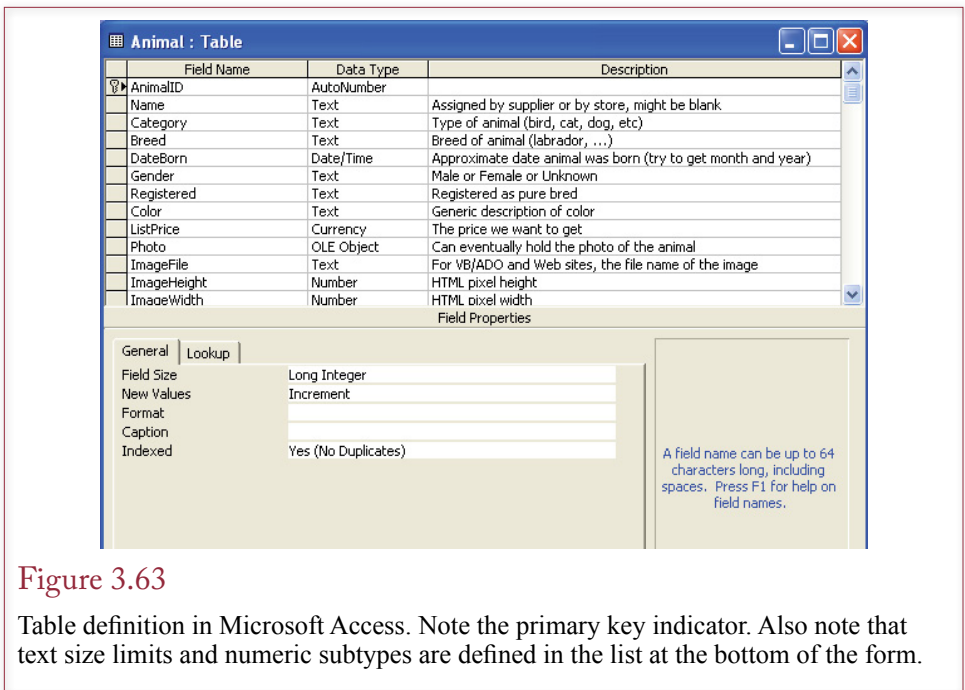 Animal : Table
Field Name Data Type Description
AnimalID AutoNumber
Name Text Assigned by supplier or by store, might be blank
Category Text Type of animal (bird, cat, dog, etc)
Breed Text Breed of animal (labrador, ...)
DateBorn Date/Time Approximate date animal was born (try to get month and year)
Gender Text Male or Female or Unknown
Registered Text Registered as pure bred
Color Text Generic description of color
ListPrice Currency The price we want to get
Photo OLE Object Can eventually hold the photo of the animal
ImageFile Text For VB/ADO and Web sites, the file name of the image
ImageHeight Number HTML pixel height
ImageWidth Number HTML pixel width
Field Properties
General Lookup
Field Size Long Integer
New Values Increment
Format
Caption
Indexed Yes (No Duplicates)
A field name can be up to 64
characters long, including
spaces. Press F1 for help on
field names.
Figure 3.63
Table definition in Microsoft Access. Note the primary key indicator. Also note that
text size limits and numeric subtypes are defined in the list at the bottom of the form.